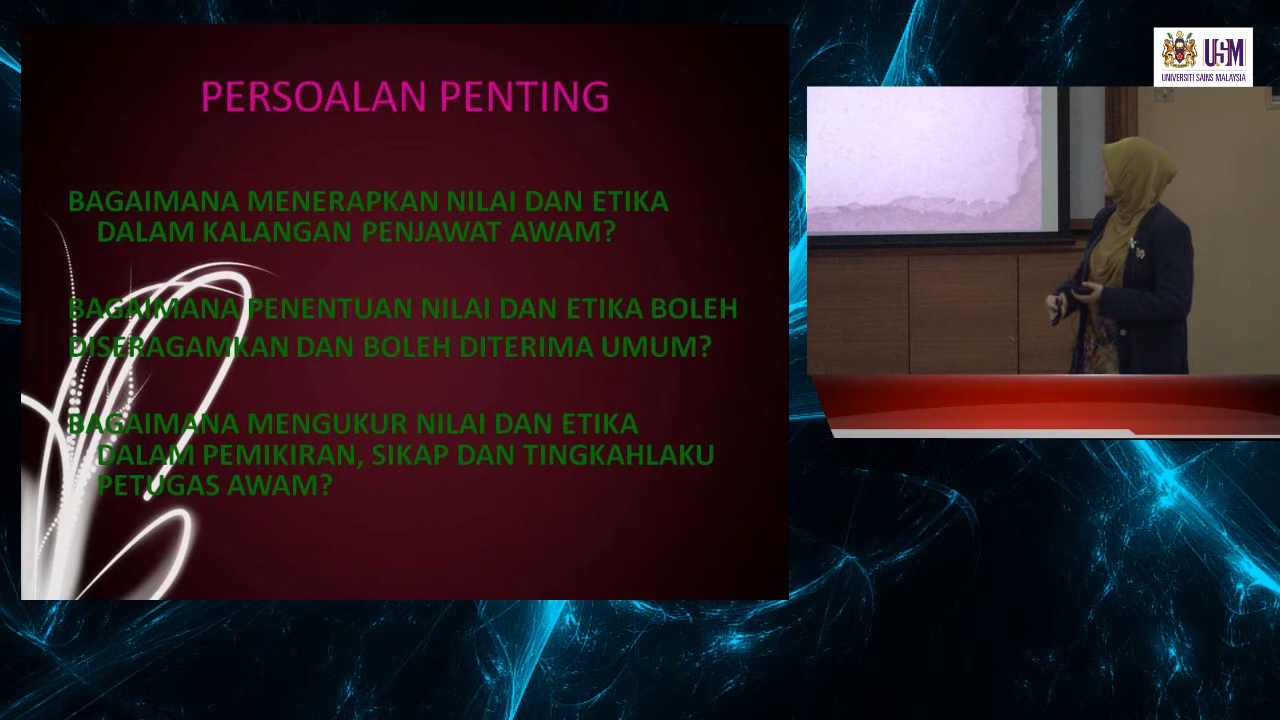 PERSOALAN PENTING
BAGAIMANA MENERAPKAN NILAI DAN ETIKA
DALAM KALANGAN PENJAWAT AWAM?
BAGAIMANA PENENTUAN NILAI DAN ETIKA BOLEH
DISERAGAMKAN DAN BOLEH DITERIMA UMUM?
BAGAIMANA MENGUKUR NILAI DAN ETIKA
DALAM PEMIKIRAN, SIKAP DAN TINGKAHLAKU
PETUGAS AWAM?
USM
UNIVERSITI SAINS MALAYSIA